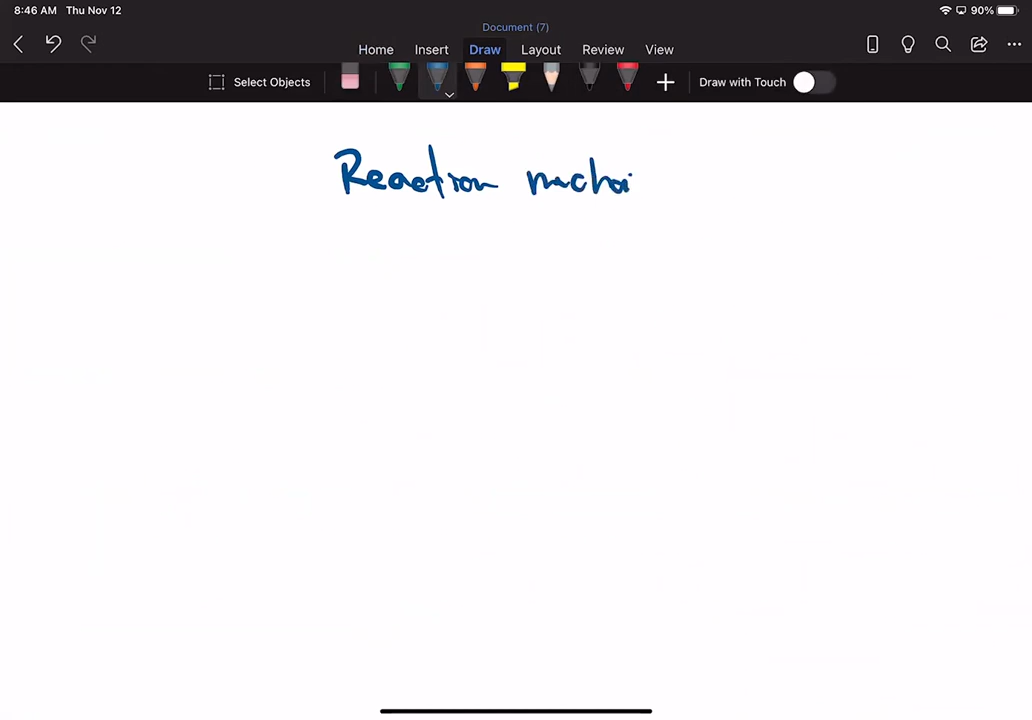 8:46 AM Thu Nov 12
90%
Document (7)
Home Insert Draw Layout Review View
Select Objects
Draw with Touch
Reaction